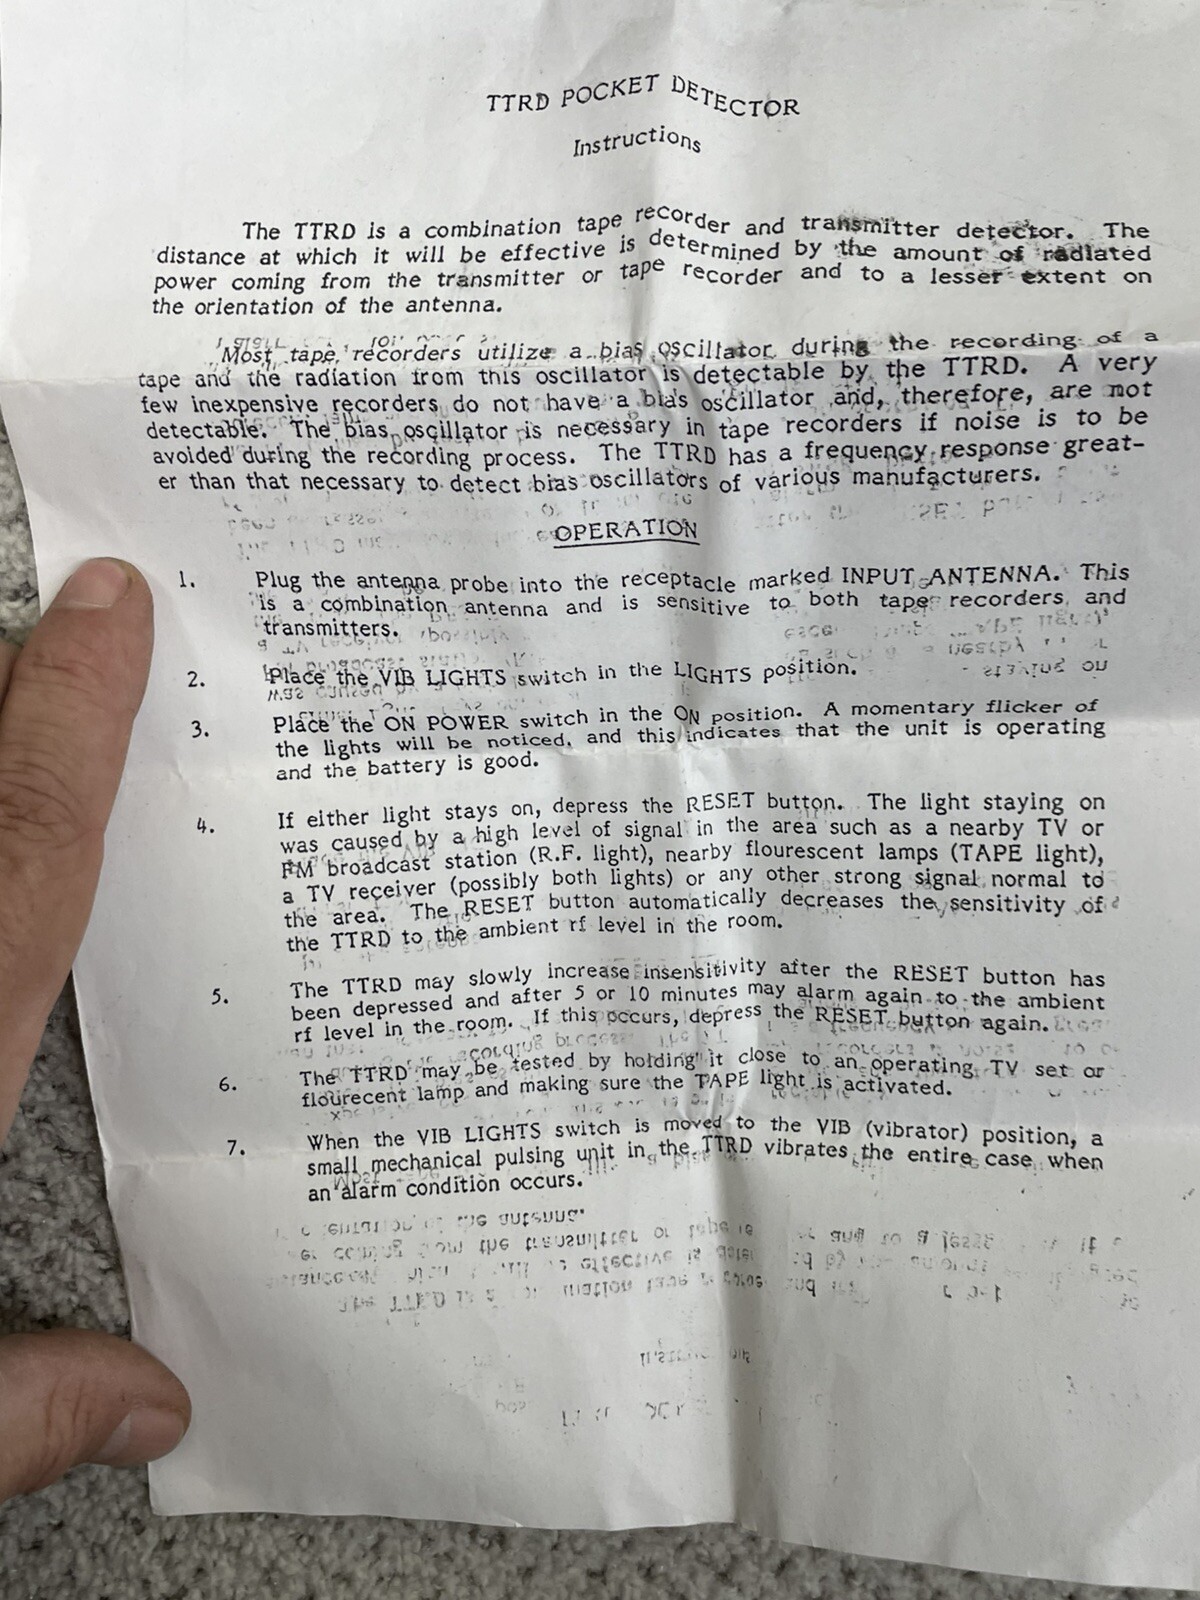 TTRD POCKET DETECTOR
Instructions
The TTRD is a combination tape recorder and transmitter detector. The
distance at which it will be effective is determined by the amount of radiated
power coming from the transmitter or tape recorder and to a lesser extent on
the orientation of the antenna.
Most tape recorders utilize a bias oscillator during the recording of a
tape and the radiation from this oscillator is detectable by the TTRD. A very
few inexpensive recorders do not have a bias oscillator and, therefore, are not
detectable. The bias oscillator is necessary in tape recorders if noise is to be
avoided during the recording process. The TTRD has a frequency response great-
er than that necessary to detect bias oscillators of various manufacturers.
OPERATION
1. Plug the antenna probe into the receptacle marked INPUT ANTENNA. This
is a combination antenna and is sensitive to both tape recorders and
transmitters.
2. Place the VIB LIGHTS switch in the LIGHTS position.
3. Place the ON POWER switch in the ON position. A momentary flicker of
the lights will be noticed, and this indicates that the unit is operating
and the battery is good.
4. If either light stays on, depress the RESET button. The light staying on
was caused by a high level of signal in the area such as a nearby TV or
FM broadcast station (R.F. light), nearby flourescent lamps (TAPE light),
a TV receiver (possibly both lights) or any other strong signal normal to
the area. The RESET button automatically decreases the sensitivity of
the TTRD to the ambient rf level in the room.
5. The TTRD may slowly increase insensitivity after the RESET button has
been depressed and after 5 or 10 minutes may alarm again to the ambient
rf level in the room. If this occurs, depress the RESET button again.
6. The TTRD may be tested by holding it close to an operating TV set or
flourecent lamp and making sure the TAPE light is activated.
7. When the VIB LIGHTS switch is moved to the VIB (vibrator) position, a
small mechanical pulsing unit in the TTRD vibrates the entire case when
an alarm condition occurs.